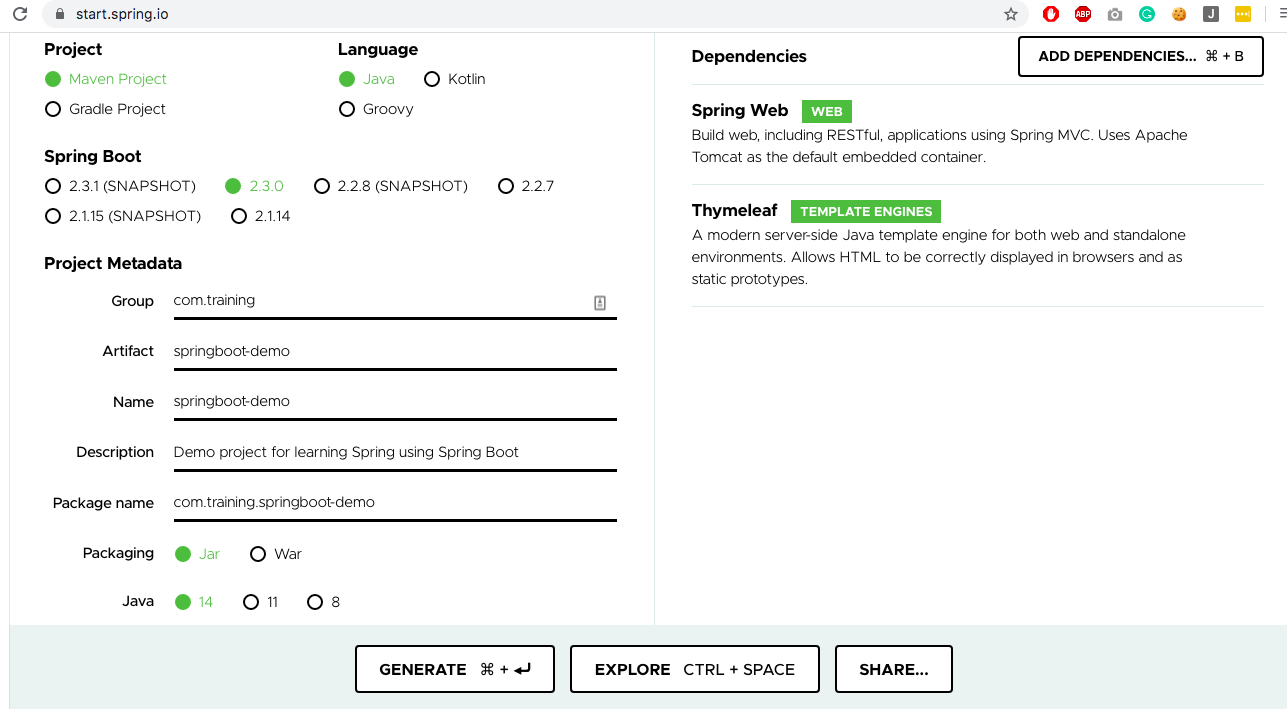 start.spring.io
ABP
J
Project
Maven Project
Gradle Project
Language
Java Kotlin
Groovy
Spring Boot
2.3.1 (SNAPSHOT) 2.3.0 2.2.8 (SNAPSHOT) 2.2.7
2.1.15 (SNAPSHOT) 2.1.14
Project Metadata
Group com.training
Artifact springboot-demo
Name springboot-demo
Description Demo project for learning Spring using Spring Boot
Package name com.training.springboot-demo
Packaging Jar War
Java 14 11 8
Dependencies
ADD DEPENDENCIES... ⌘ + B
Spring Web WEB
Build web, including RESTful, applications using Spring MVC. Uses Apache
Tomcat as the default embedded container.
Thymeleaf TEMPLATE ENGINES
A modern server-side Java template engine for both web and standalone
environments. Allows HTML to be correctly displayed in browsers and as
static prototypes.
GENERATE ⌘ + ↵
EXPLORE CTRL + SPACE
SHARE...